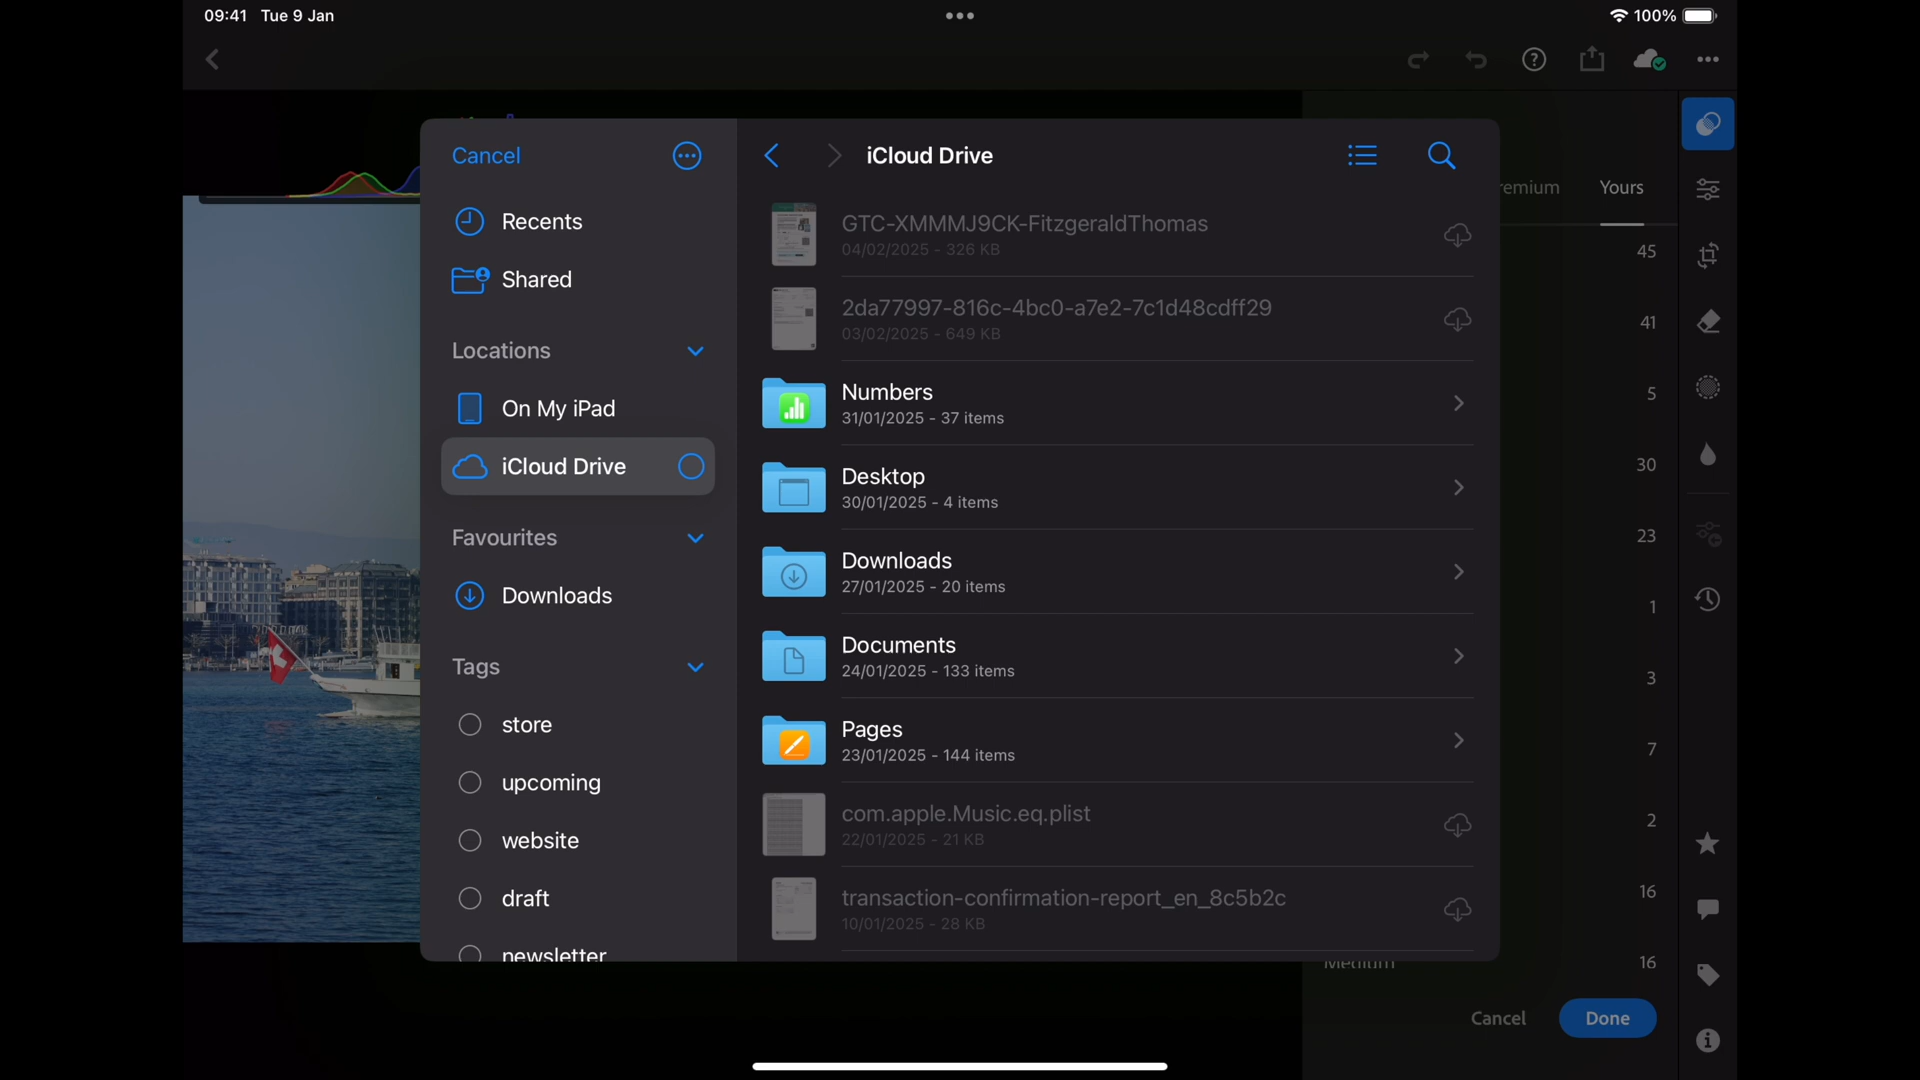 09:41 Tue 9 Jan
100%
Cancel
iCloud Drive
Recents
Shared
Locations
On My iPad
iCloud Drive
Favourites
Downloads
Tags
store
upcoming
website
draft
newsletter
GTC-XMMMJ9CK-FitzgeraldThomas
04/02/2025 - 326 KB
2da77997-816c-4bc0-a7e2-7c1d48cdff29
03/02/2025 - 649 KB
Numbers
31/01/2025 - 37 items
Desktop
30/01/2025 - 4 items
Downloads
27/01/2025 - 20 items
Documents
24/01/2025 - 133 items
Pages
23/01/2025 - 144 items
com.apple.Music.eq.plist
22/01/2025 - 21 KB
transaction-confirmation-report_en_8c5b2c
10/01/2025 - 28 KB
remium Yours
45
41
5
30
23
1
3
7
2
16
Medium 16
Cancel Done